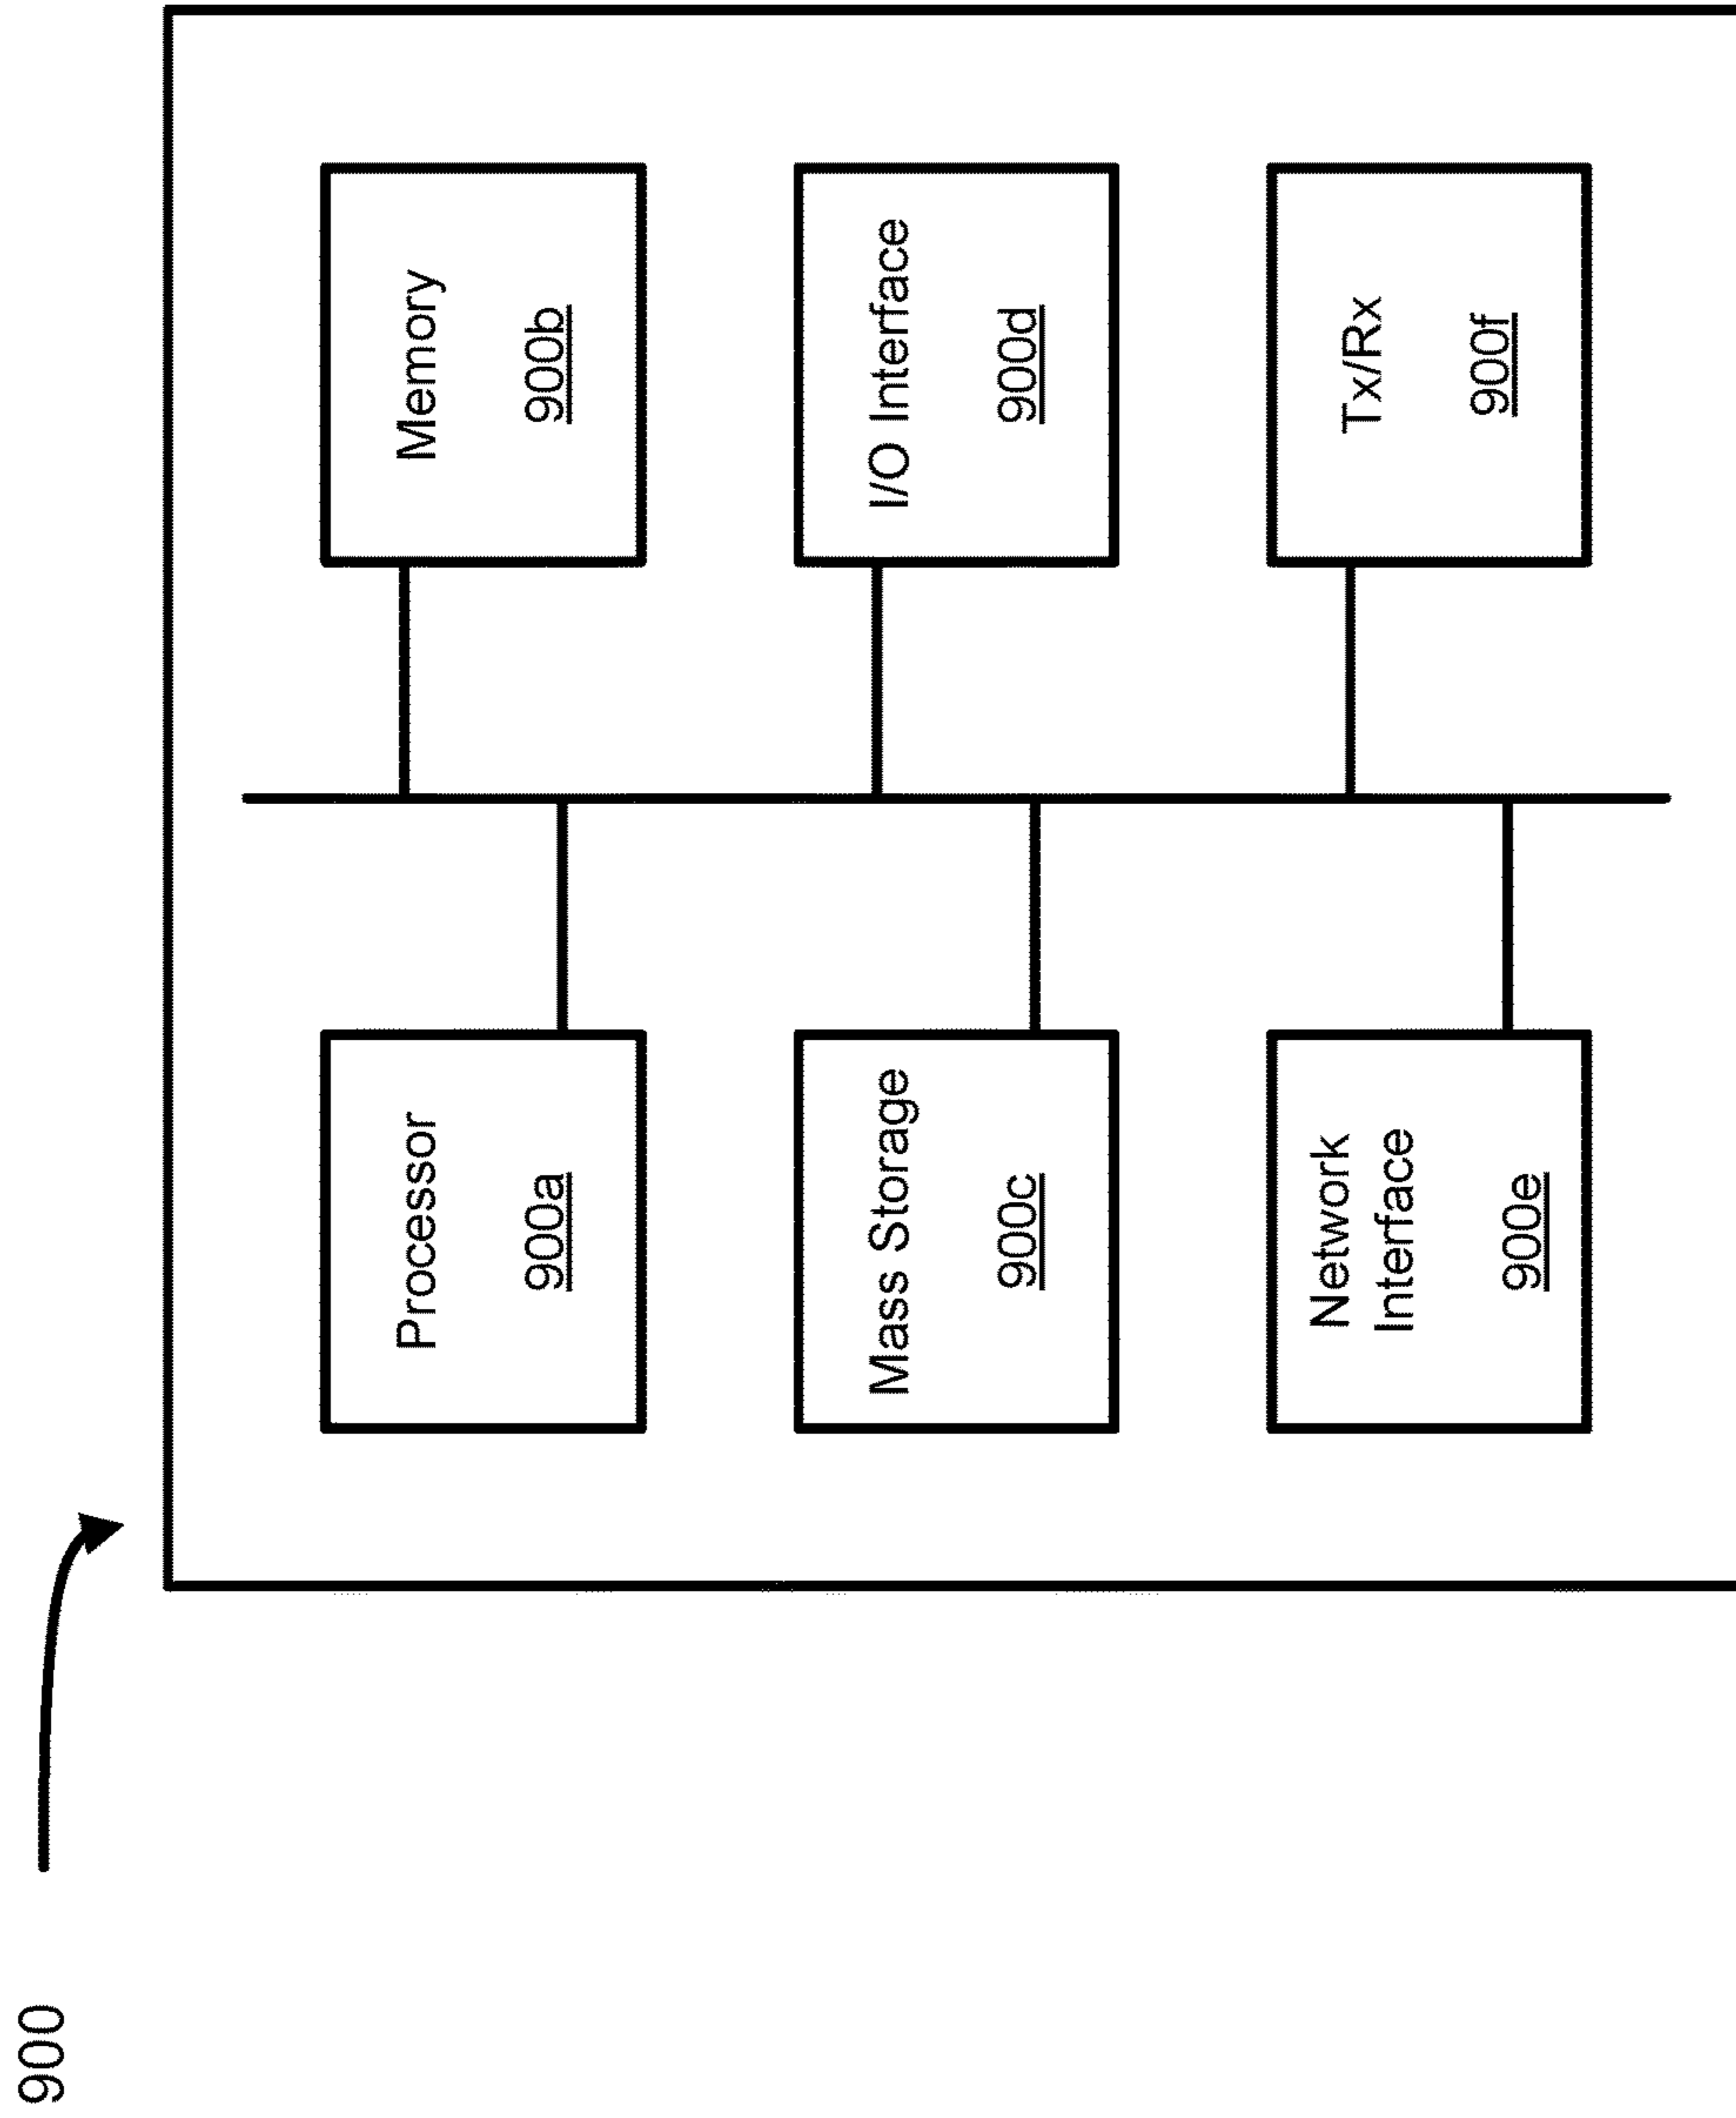 900
Processor
900a
Memory
900b
Mass Storage
900c
I/O Interface
900d
Network
Interface
900e
Tx/Rx
900f